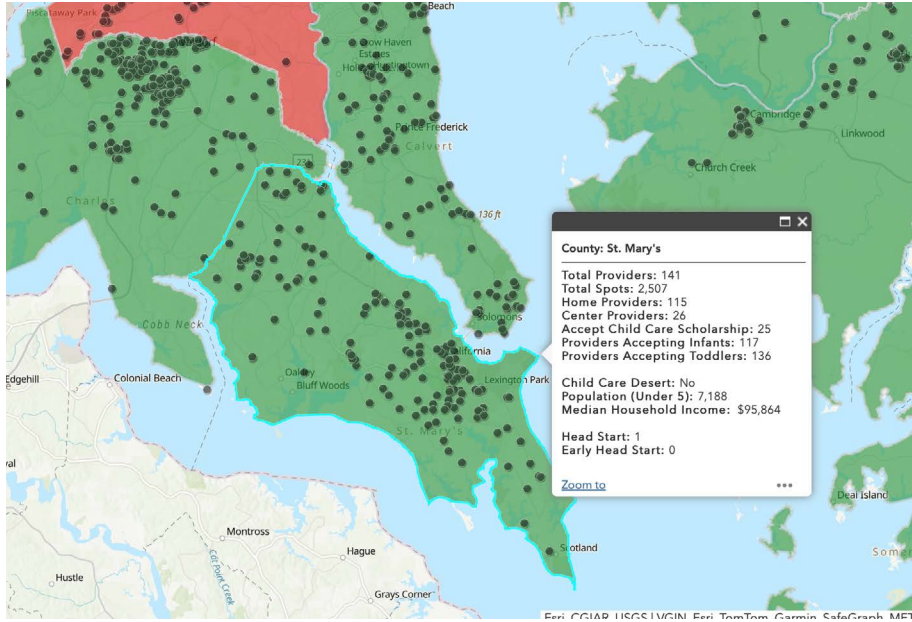 Piscataway Park
Beach
Estates
Huntingtown
Prince Frederick
Calvert
Cambridge
Linkwood
Church Creek
Charles
136 ft
County: St. Mary's
Total Providers: 141
Total Spots: 2,507
Home Providers: 115
Center Providers: 26
Accept Child Care Scholarship: 25
Providers Accepting Infants: 117
Providers Accepting Toddlers: 136
Child Care Desert: No
Population (Under 5): 7,188
Median Household Income: $95,864
Head Start: 1
Early Head Start: 0
Zoom to
Solomons
Cobb Neck
California
Edgehill
Colonial Beach
Oakley
Bluff Woods
Lexington Park
St. Mary's
val
Deal Island
Montross
Hague
Cat Point Creek
Scotland
Somer
Hustle
Grays Corner
Esri, CGIAR, USGS | VGIN, Esri, TomTom, Garmin, SafeGraph, MET